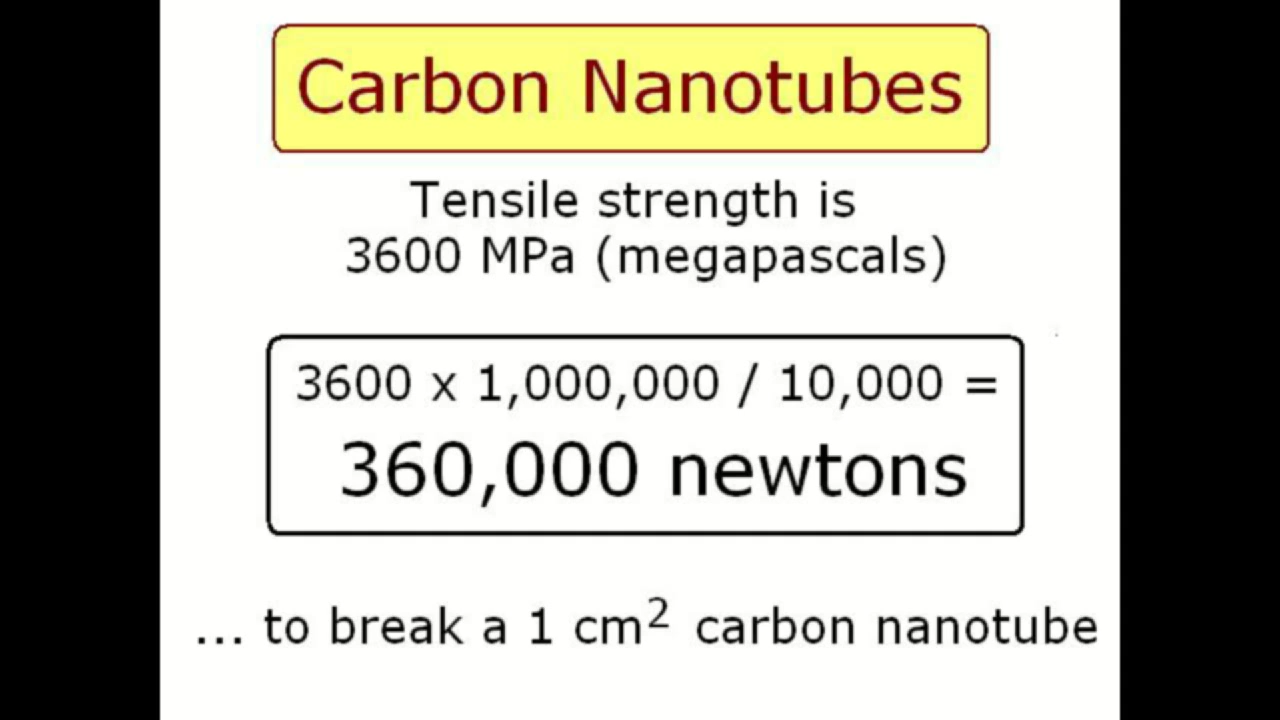 Carbon Nanotubes
Tensile strength is
3600 MPa (megapascals)
3600 x 1,000,000 / 10,000 =
360,000 newtons
... to break a 1 cm² carbon nanotube